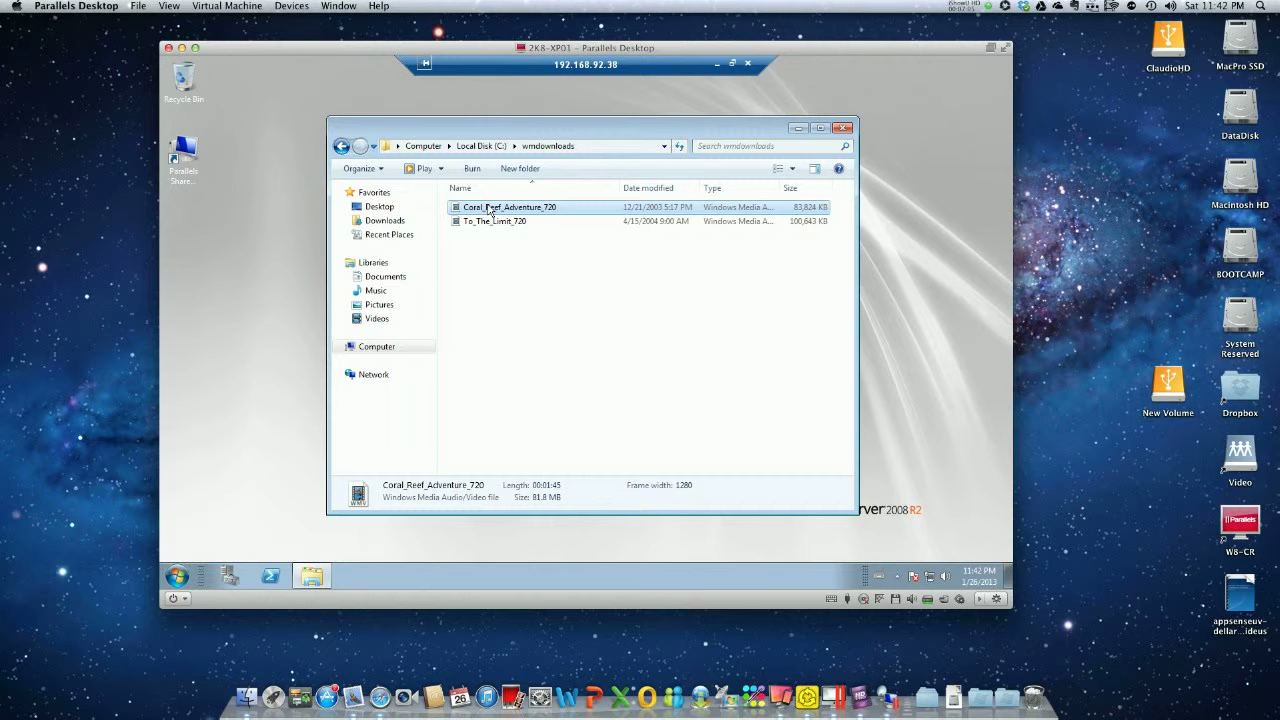 Parallels Desktop File View Virtual Machine Devices Window Help
Sat 11:42 PM
2K8-XP01 – Parallels Desktop
192.168.92.38
Recycle Bin
Parallels
Share...
Computer Local Disk (C:) wmdownloads
Search wmdownloads
Organize Play Burn New folder
Name Date modified Type Size
Coral_Reef_Adventure_720 12/21/2003 5:17 PM Windows Media A... 83,824 KB
To_The_Limit_720 4/15/2004 9:00 AM Windows Media A... 100,643 KB
Favorites
Desktop
Downloads
Recent Places
Libraries
Documents
Music
Pictures
Videos
Computer
Network
Coral_Reef_Adventure_720 Length: 00:01:45 Frame width: 1280
Windows Media Audio/Video file Size: 81.8 MB
WMV
rver2008 R2
11:42 PM
1/26/2013
ClaudioHD
MacPro SSD
DataDisk
Macintosh HD
BOOTCAMP
System
Reserved
New Volume
Dropbox
Video
Parallels
W8-CR
appsenseuv-
dellar...ideus